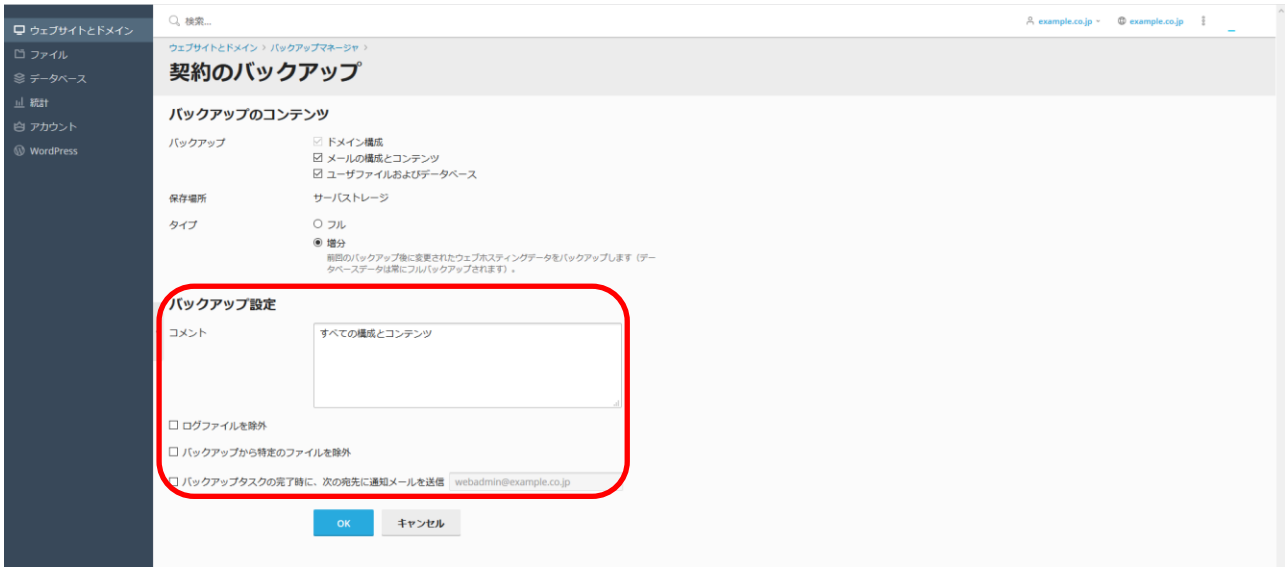 ウェブサイトとドメイン
ファイル
データベース
統計
アカウント
WordPress
検索...
example.co.jp
example.co.jp
ウェブサイトとドメイン › バックアップマネージャ ›
契約のバックアップ
バックアップのコンテンツ
バックアップ
ドメイン構成
メールの構成とコンテンツ
ユーザファイルおよびデータベース
保存場所 サーバストレージ
タイプ
フル
増分
前回のバックアップ後に変更されたウェブホスティングデータをバックアップします（デー
タベースデータは常にフルバックアップされます）。
バックアップ設定
コメント
すべての構成とコンテンツ
ログファイルを除外
バックアップから特定のファイルを除外
バックアップタスクの完了時に、次の宛先に通知メールを送信 webadmin@example.co.jp
OK キャンセル